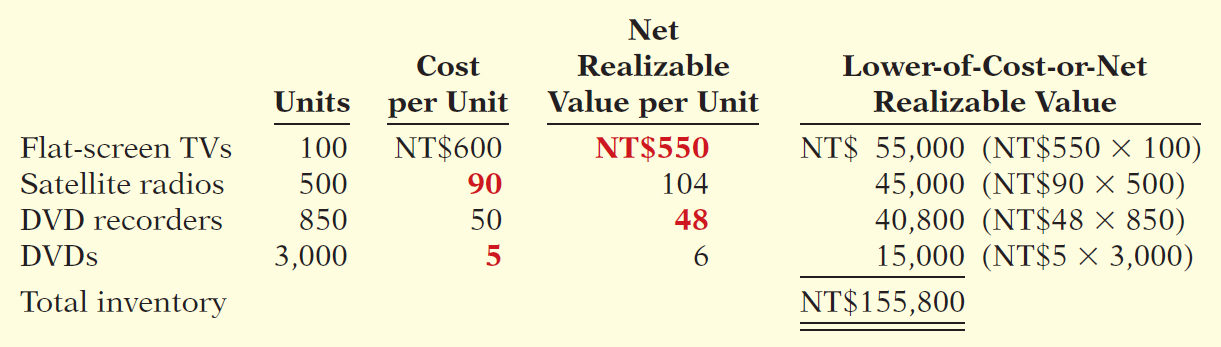 Net
Cost Realizable Lower-of-Cost-or-Net
Units per Unit Value per Unit Realizable Value
Flat-screen TVs 100 NT$600 NT$550 NT$ 55,000 (NT$550 × 100)
Satellite radios 500 90 104 45,000 (NT$90 × 500)
DVD recorders 850 50 48 40,800 (NT$48 × 850)
DVDs 3,000 5 6 15,000 (NT$5 × 3,000)
Total inventory NT$155,800